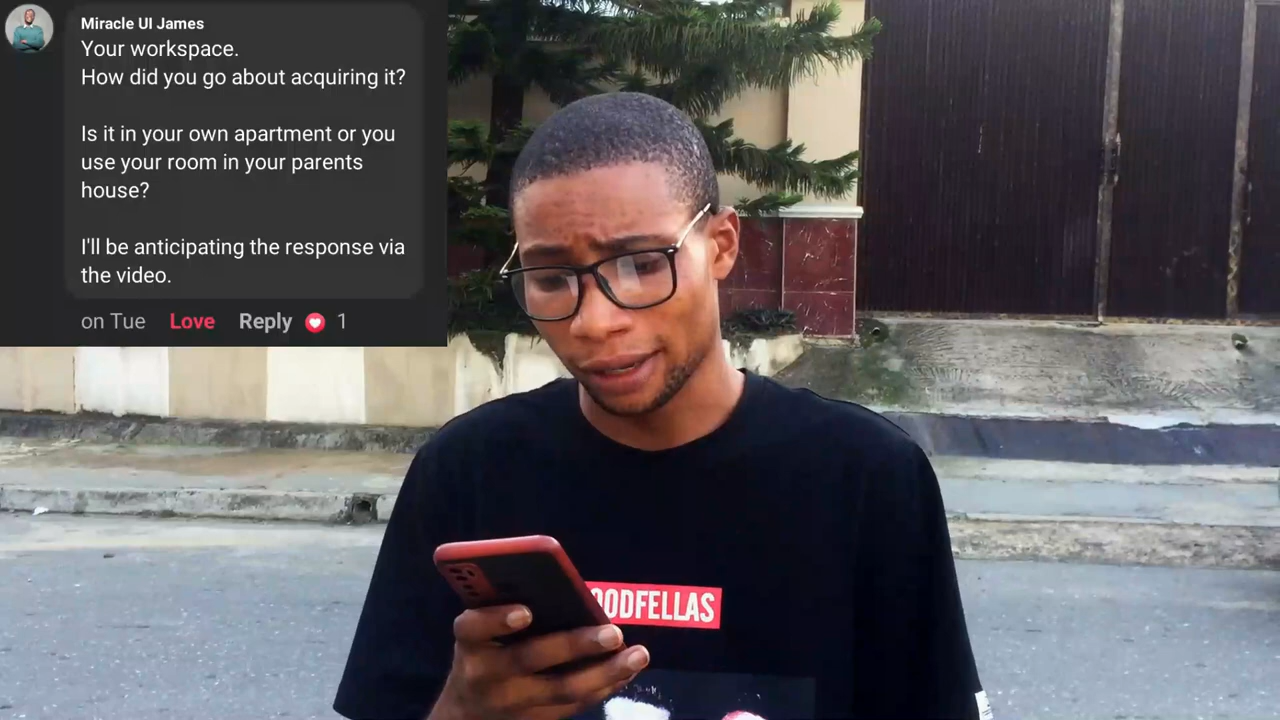 Miracle UI James
Your workspace.
How did you go about acquiring it?
Is it in your own apartment or you
use your room in your parents
house?
I'll be anticipating the response via
the video.
on Tue Love Reply 1
OODFELLAS